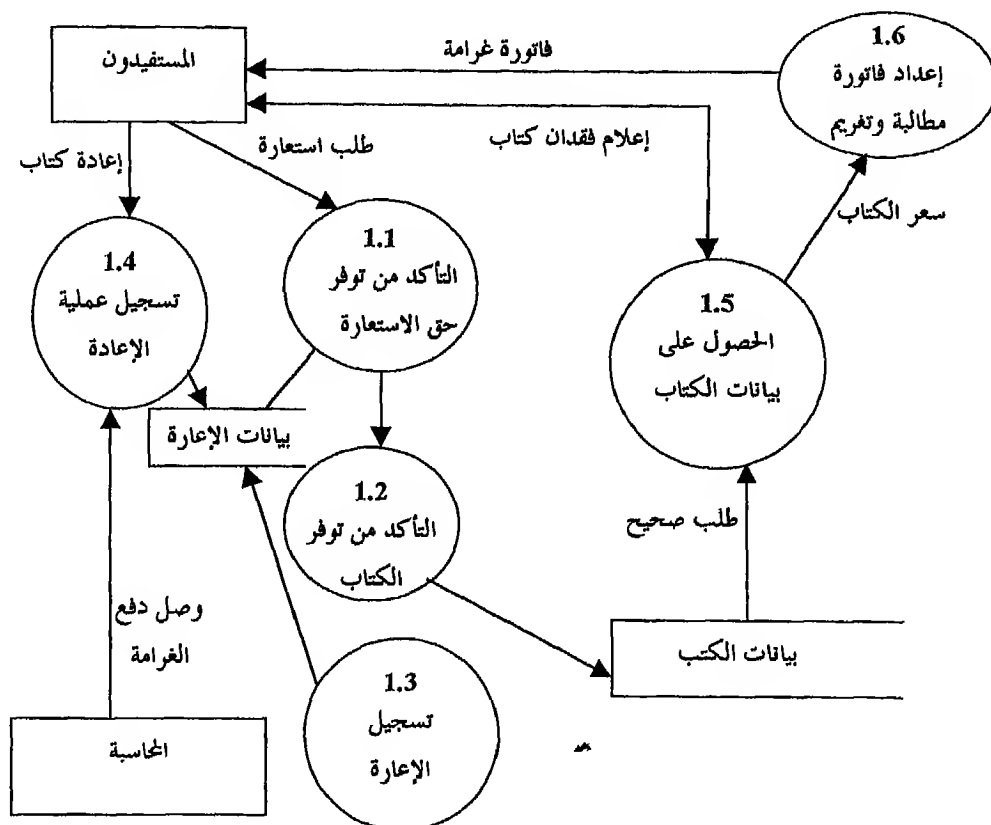 المستفيدون
فاتورة غرامة
1.6
إعداد فاتورة
مطالبة وتغريم
إعلام فقدان كتاب
طلب استعارة
إعادة كتاب
سعر الكتاب
1.1
التأكد من توفر
حق الاستعارة
1.4
تسجيل عملية
الإعادة
1.5
الحصول على
بيانات الكتاب
بيانات الإعارة
1.2
التأكد من توفر
الكتاب
طلب صحيح
وصل دفع
الغرامة
بيانات الكتب
1.3
تسجيل
الإعارة
المحاسبة